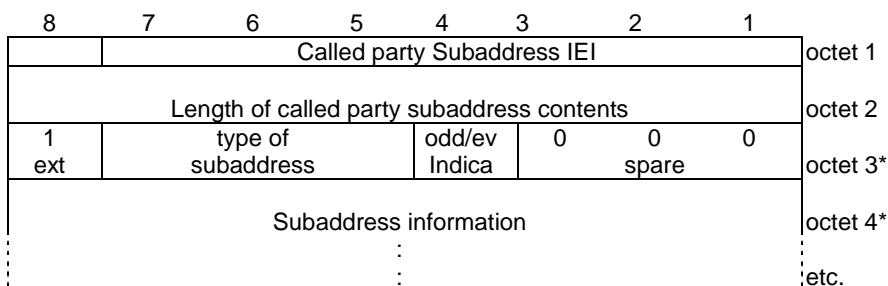 8 7 6 5 4 3 2 1
Called party Subaddress IEI octet 1
Length of called party subaddress contents octet 2
1 type of odd/ev 0 0 0
ext subaddress Indica spare octet 3*
Subaddress information octet 4*
:
: etc.